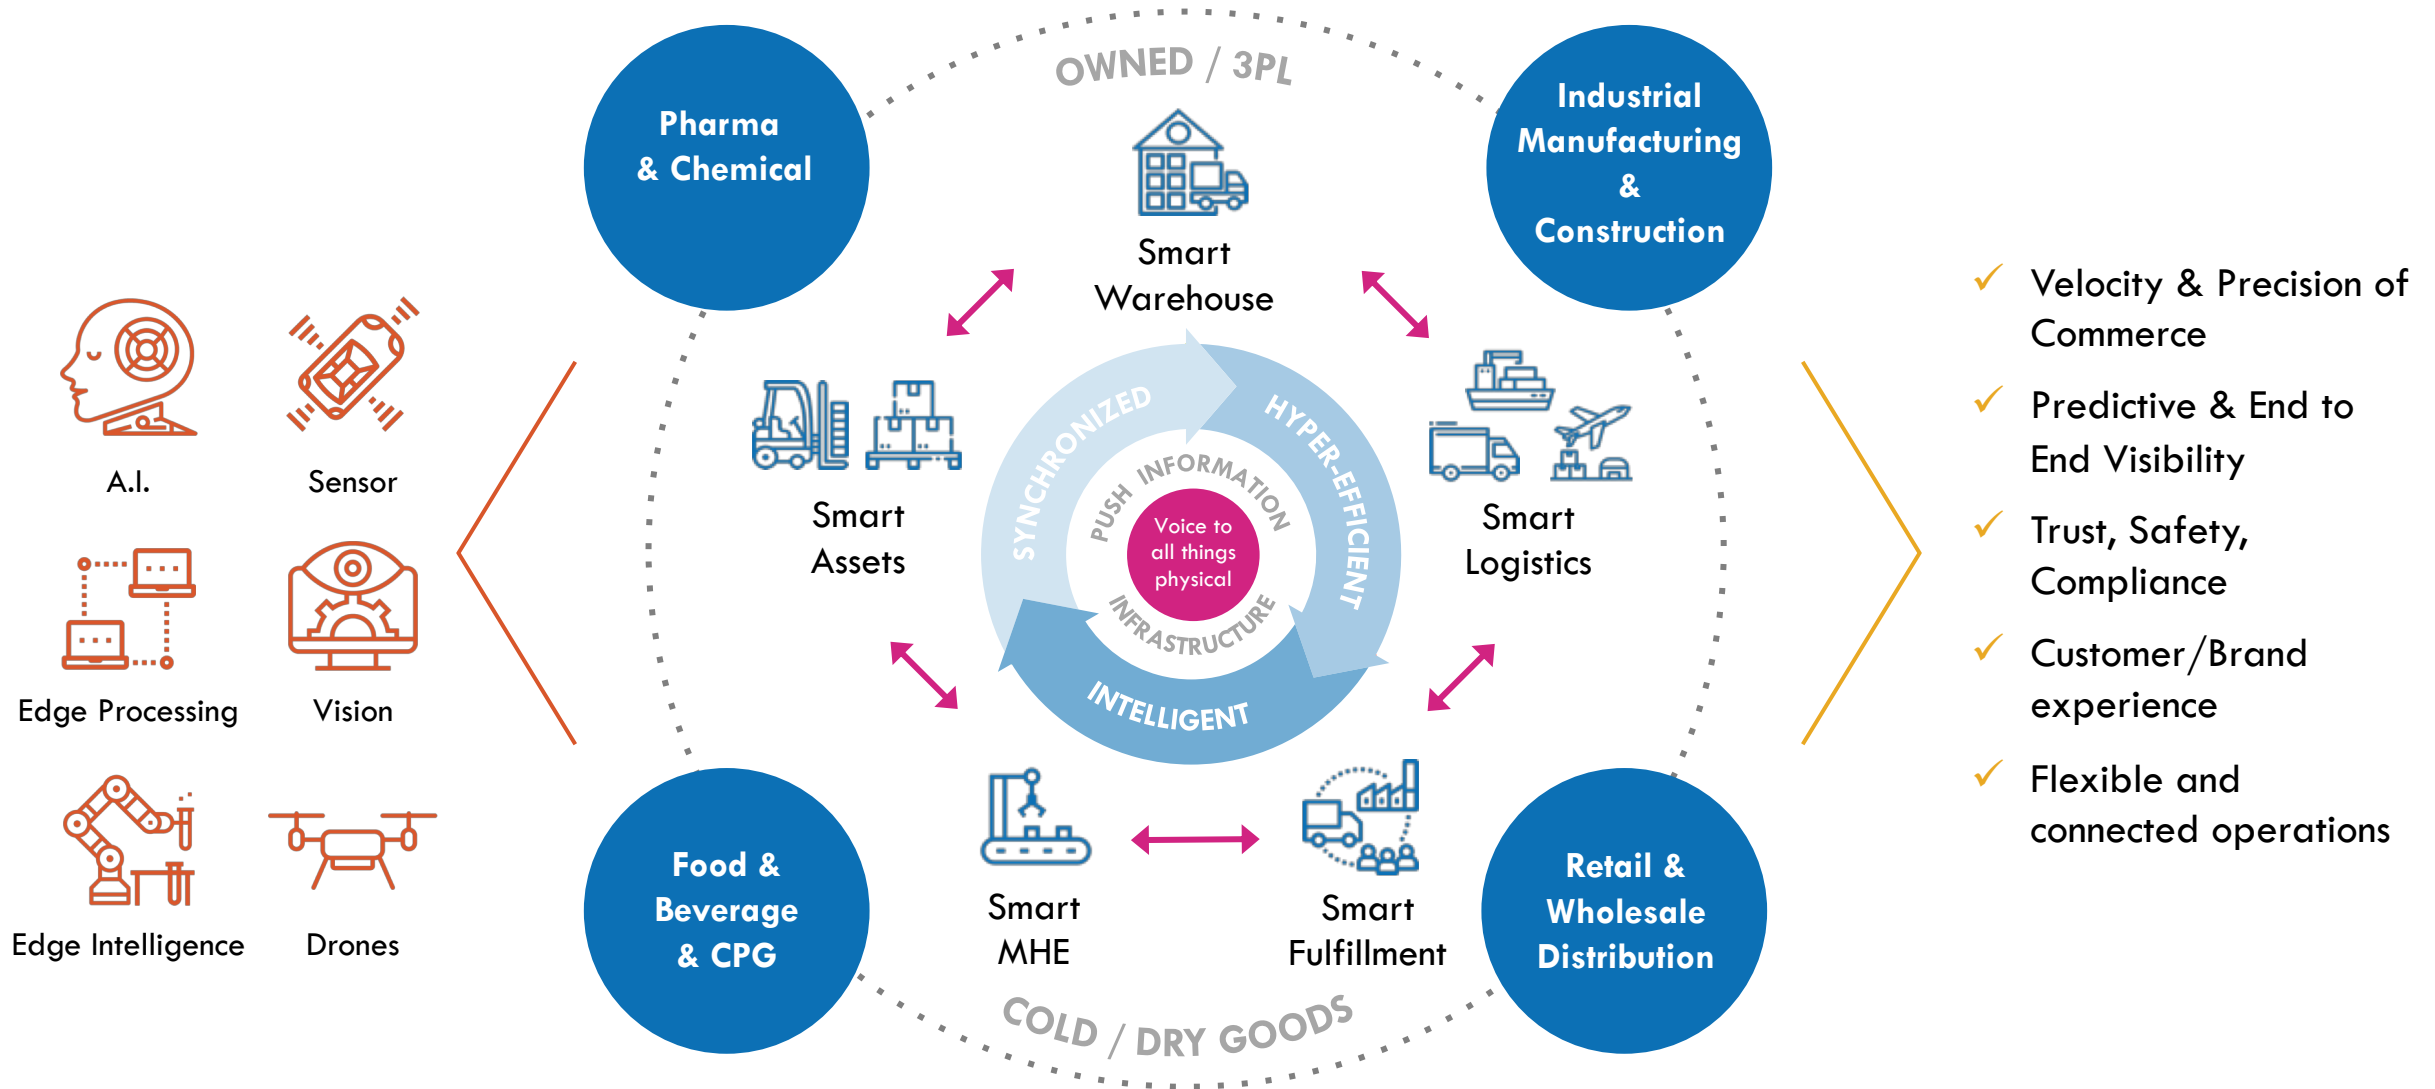 A.I.
Sensor
Edge Processing
Vision
Edge Intelligence
Drones
OWNED / 3PL
Pharma
& Chemical
Industrial
Manufacturing
&
Construction
Smart
Warehouse
Smart
Assets
Smart
Logistics
SYNCHRONIZED
HYPER-EFFICIENT
INTELLIGENT
PUSH INFORMATION
INFRASTRUCTURE
Voice to
all things
physical
Smart
MHE
Smart
Fulfillment
Food &
Beverage
& CPG
Retail &
Wholesale
Distribution
COLD / DRY GOODS
Velocity & Precision of
Commerce
Predictive & End to
End Visibility
Trust, Safety,
Compliance
Customer/Brand
experience
Flexible and
connected operations